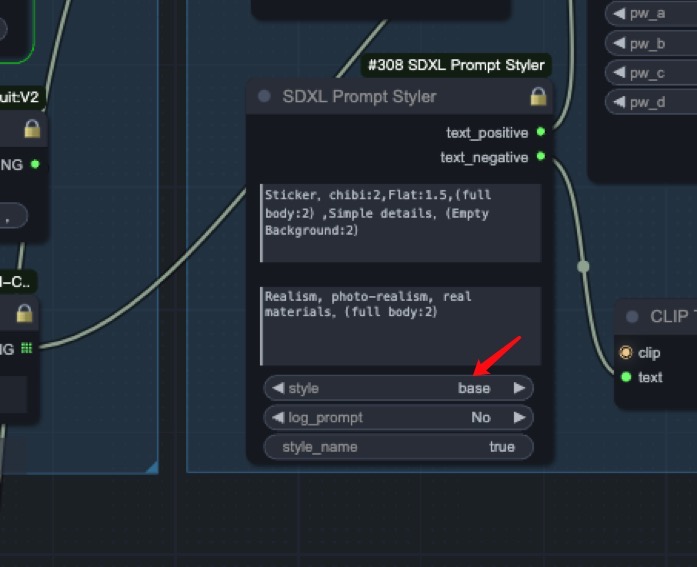 pw_a
pw_b
pw_c
pw_d
#308 SDXL Prompt Styler
SDXL Prompt Styler
text_positive
text_negative
Sticker, chibi:2,Flat:1.5,(full
body:2) ,Simple details, (Empty
Background:2)
Realism, photo-realism, real
materials, (full body:2)
style base
log_prompt No
style_name true
uit:V2
NG
,
I-C..
NG
CLIP T
clip
text